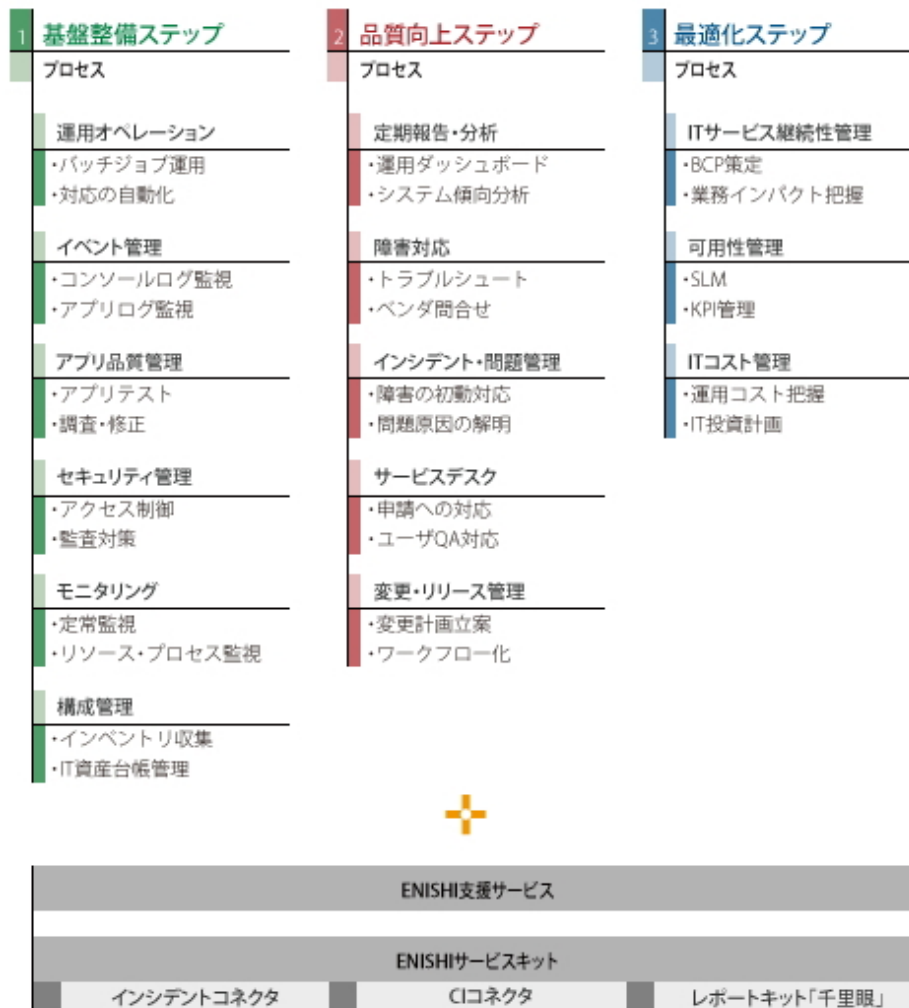 1 基盤整備ステップ
プロセス
運用オペレーション
・バッチジョブ運用
・対応の自動化
イベント管理
・コンソールログ監視
・アプリログ監視
アプリ品質管理
・アプリテスト
・調査・修正
セキュリティ管理
・アクセス制御
・監査対策
モニタリング
・定常監視
・リソース・プロセス監視
構成管理
・インベントリ収集
・IT資産台帳管理
2 品質向上ステップ
プロセス
定期報告・分析
・運用ダッシュボード
・システム傾向分析
障害対応
・トラブルシュート
・ベンダ問合せ
インシデント・問題管理
・障害の初動対応
・問題原因の解明
サービスデスク
・申請への対応
・ユーザQA対応
変更・リリース管理
・変更計画立案
・ワークフロー化
3 最適化ステップ
プロセス
ITサービス継続性管理
・BCP策定
・業務インパクト把握
可用性管理
・SLM
・KPI管理
ITコスト管理
・運用コスト把握
・IT投資計画
ENISHI支援サービス
ENISHIサービスキット
インシデントコネクタ
CIコネクタ
レポートキット「千里眼」